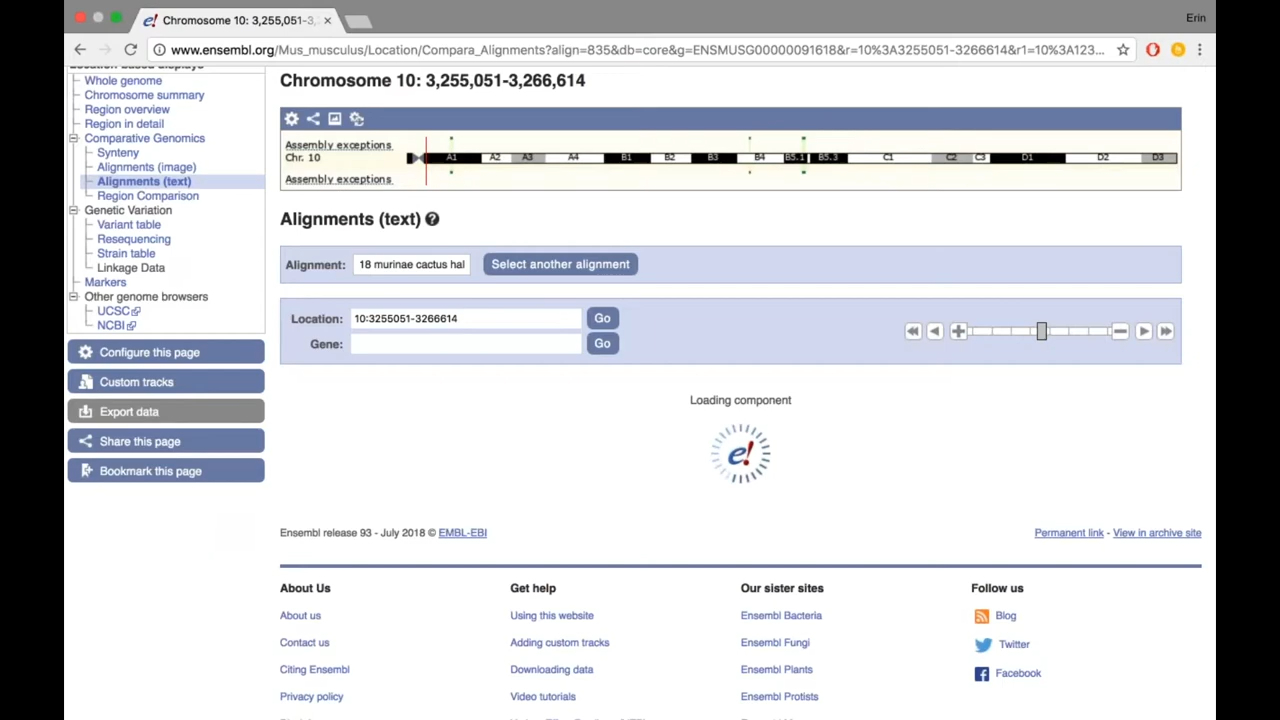 Chromosome 10: 3,255,051-3,
Erin
www.ensembl.org/Mus_musculus/Location/Compara_Alignments?align=835&db=core&g=ENSMUSG00000091618&r=10%3A3255051-3266614&r1=10%3A123...
Whole genome
Chromosome summary
Region overview
Region in detail
Comparative Genomics
Synteny
Alignments (image)
Alignments (text)
Region Comparison
Genetic Variation
Variant table
Resequencing
Strain table
Linkage Data
Markers
Other genome browsers
UCSC
NCBI
Configure this page
Custom tracks
Export data
Share this page
Bookmark this page
Chromosome 10: 3,255,051-3,266,614
Assembly exceptions
Chr. 10 A1 A2 A3 A4 B1 B2 B3 B4 B5.1 B5.3 C1 C2 C3 D1 D2 D3
Assembly exceptions
Alignments (text) ?
Alignment: 18 murinae cactus hal Select another alignment
Location: 10:3255051-3266614 Go
Gene: Go
Loading component
e!
Ensembl release 93 - July 2018 © EMBL-EBI
Permanent link - View in archive site
About Us
About us
Contact us
Citing Ensembl
Privacy policy
Get help
Using this website
Adding custom tracks
Downloading data
Video tutorials
Our sister sites
Ensembl Bacteria
Ensembl Fungi
Ensembl Plants
Ensembl Protists
Follow us
Blog
Twitter
Facebook